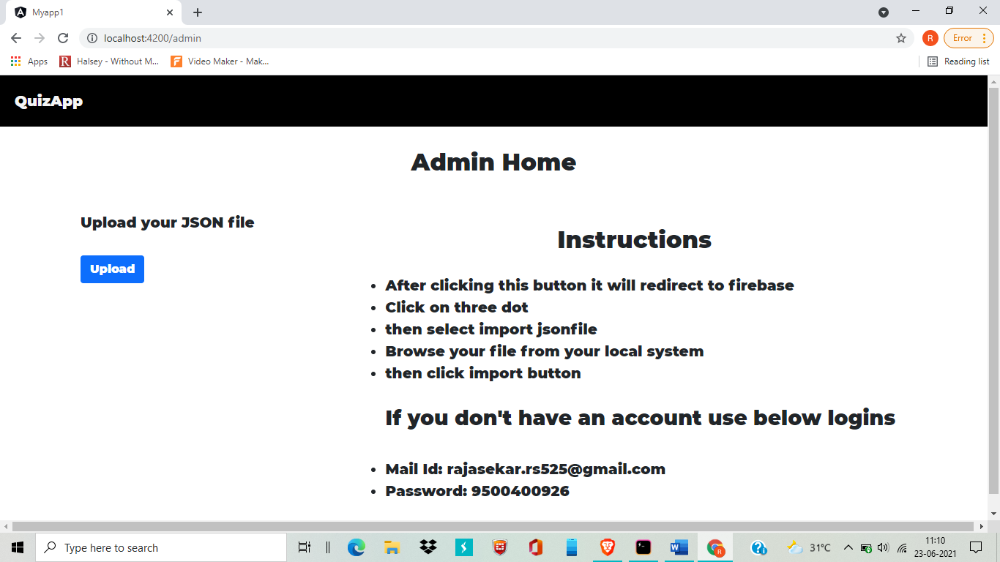 Myapp1
localhost:4200/admin
R
Error
Apps
R
Halsey - Without M...
Video Maker - Mak...
Reading list
QuizApp
Admin Home
Upload your JSON file
Upload
Instructions
After clicking this button it will redirect to firebase
Click on three dot
then select import jsonfile
Browse your file from your local system
then click import button
If you don't have an account use below logins
Mail Id: rajasekar.rs525@gmail.com
Password: 9500400926
Type here to search
31°C
11:10
23-06-2021